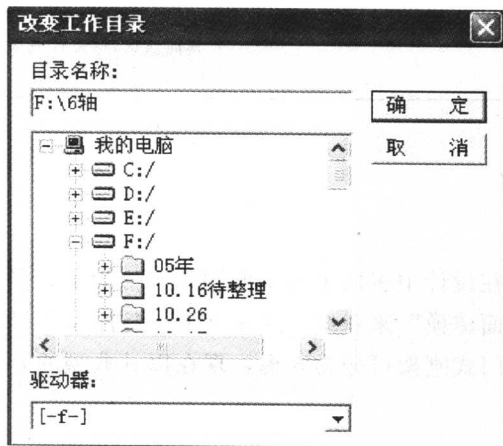 改变工作目录
目录名称:
F:\6轴
确 定
取 消
我的电脑
C:/
D:/
E:/
F:/
05年
10.16待整理
10.26
驱动器:
[-f-]